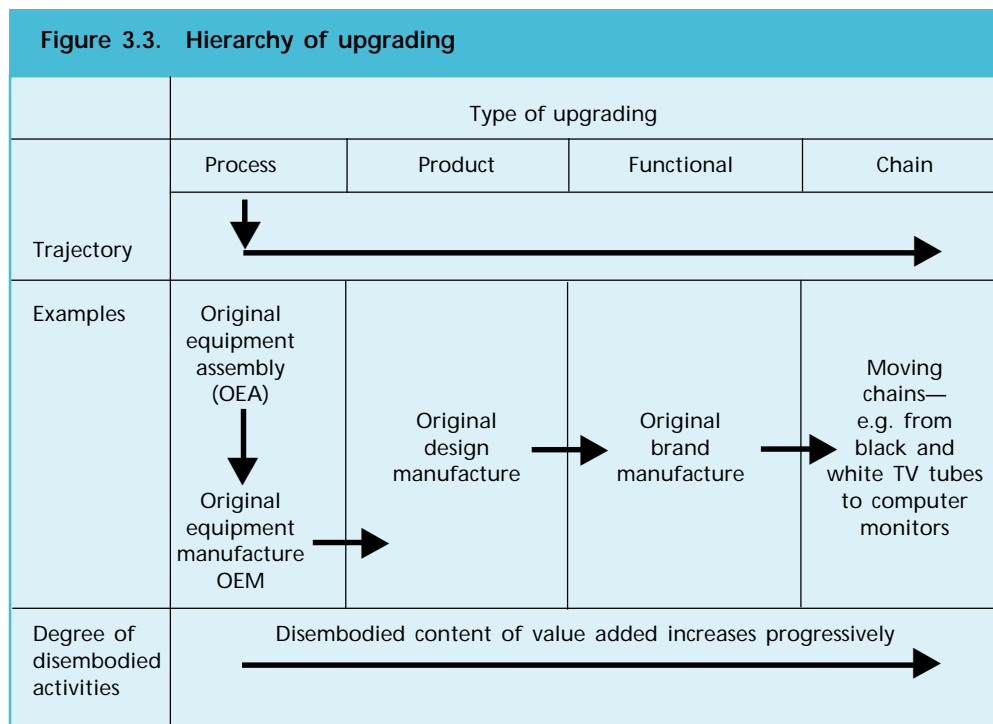 Figure 3.3. Hierarchy of upgrading
Type of upgrading
Process Product Functional Chain
Trajectory
Examples
Original
equipment
assembly
(OEA)
Original
equipment
manufacture
OEM
Original
design
manufacture
Original
brand
manufacture
Moving
chains—
e.g. from
black and
white TV tubes
to computer
monitors
Degree of
disembodied
activities
Disembodied content of value added increases progressively